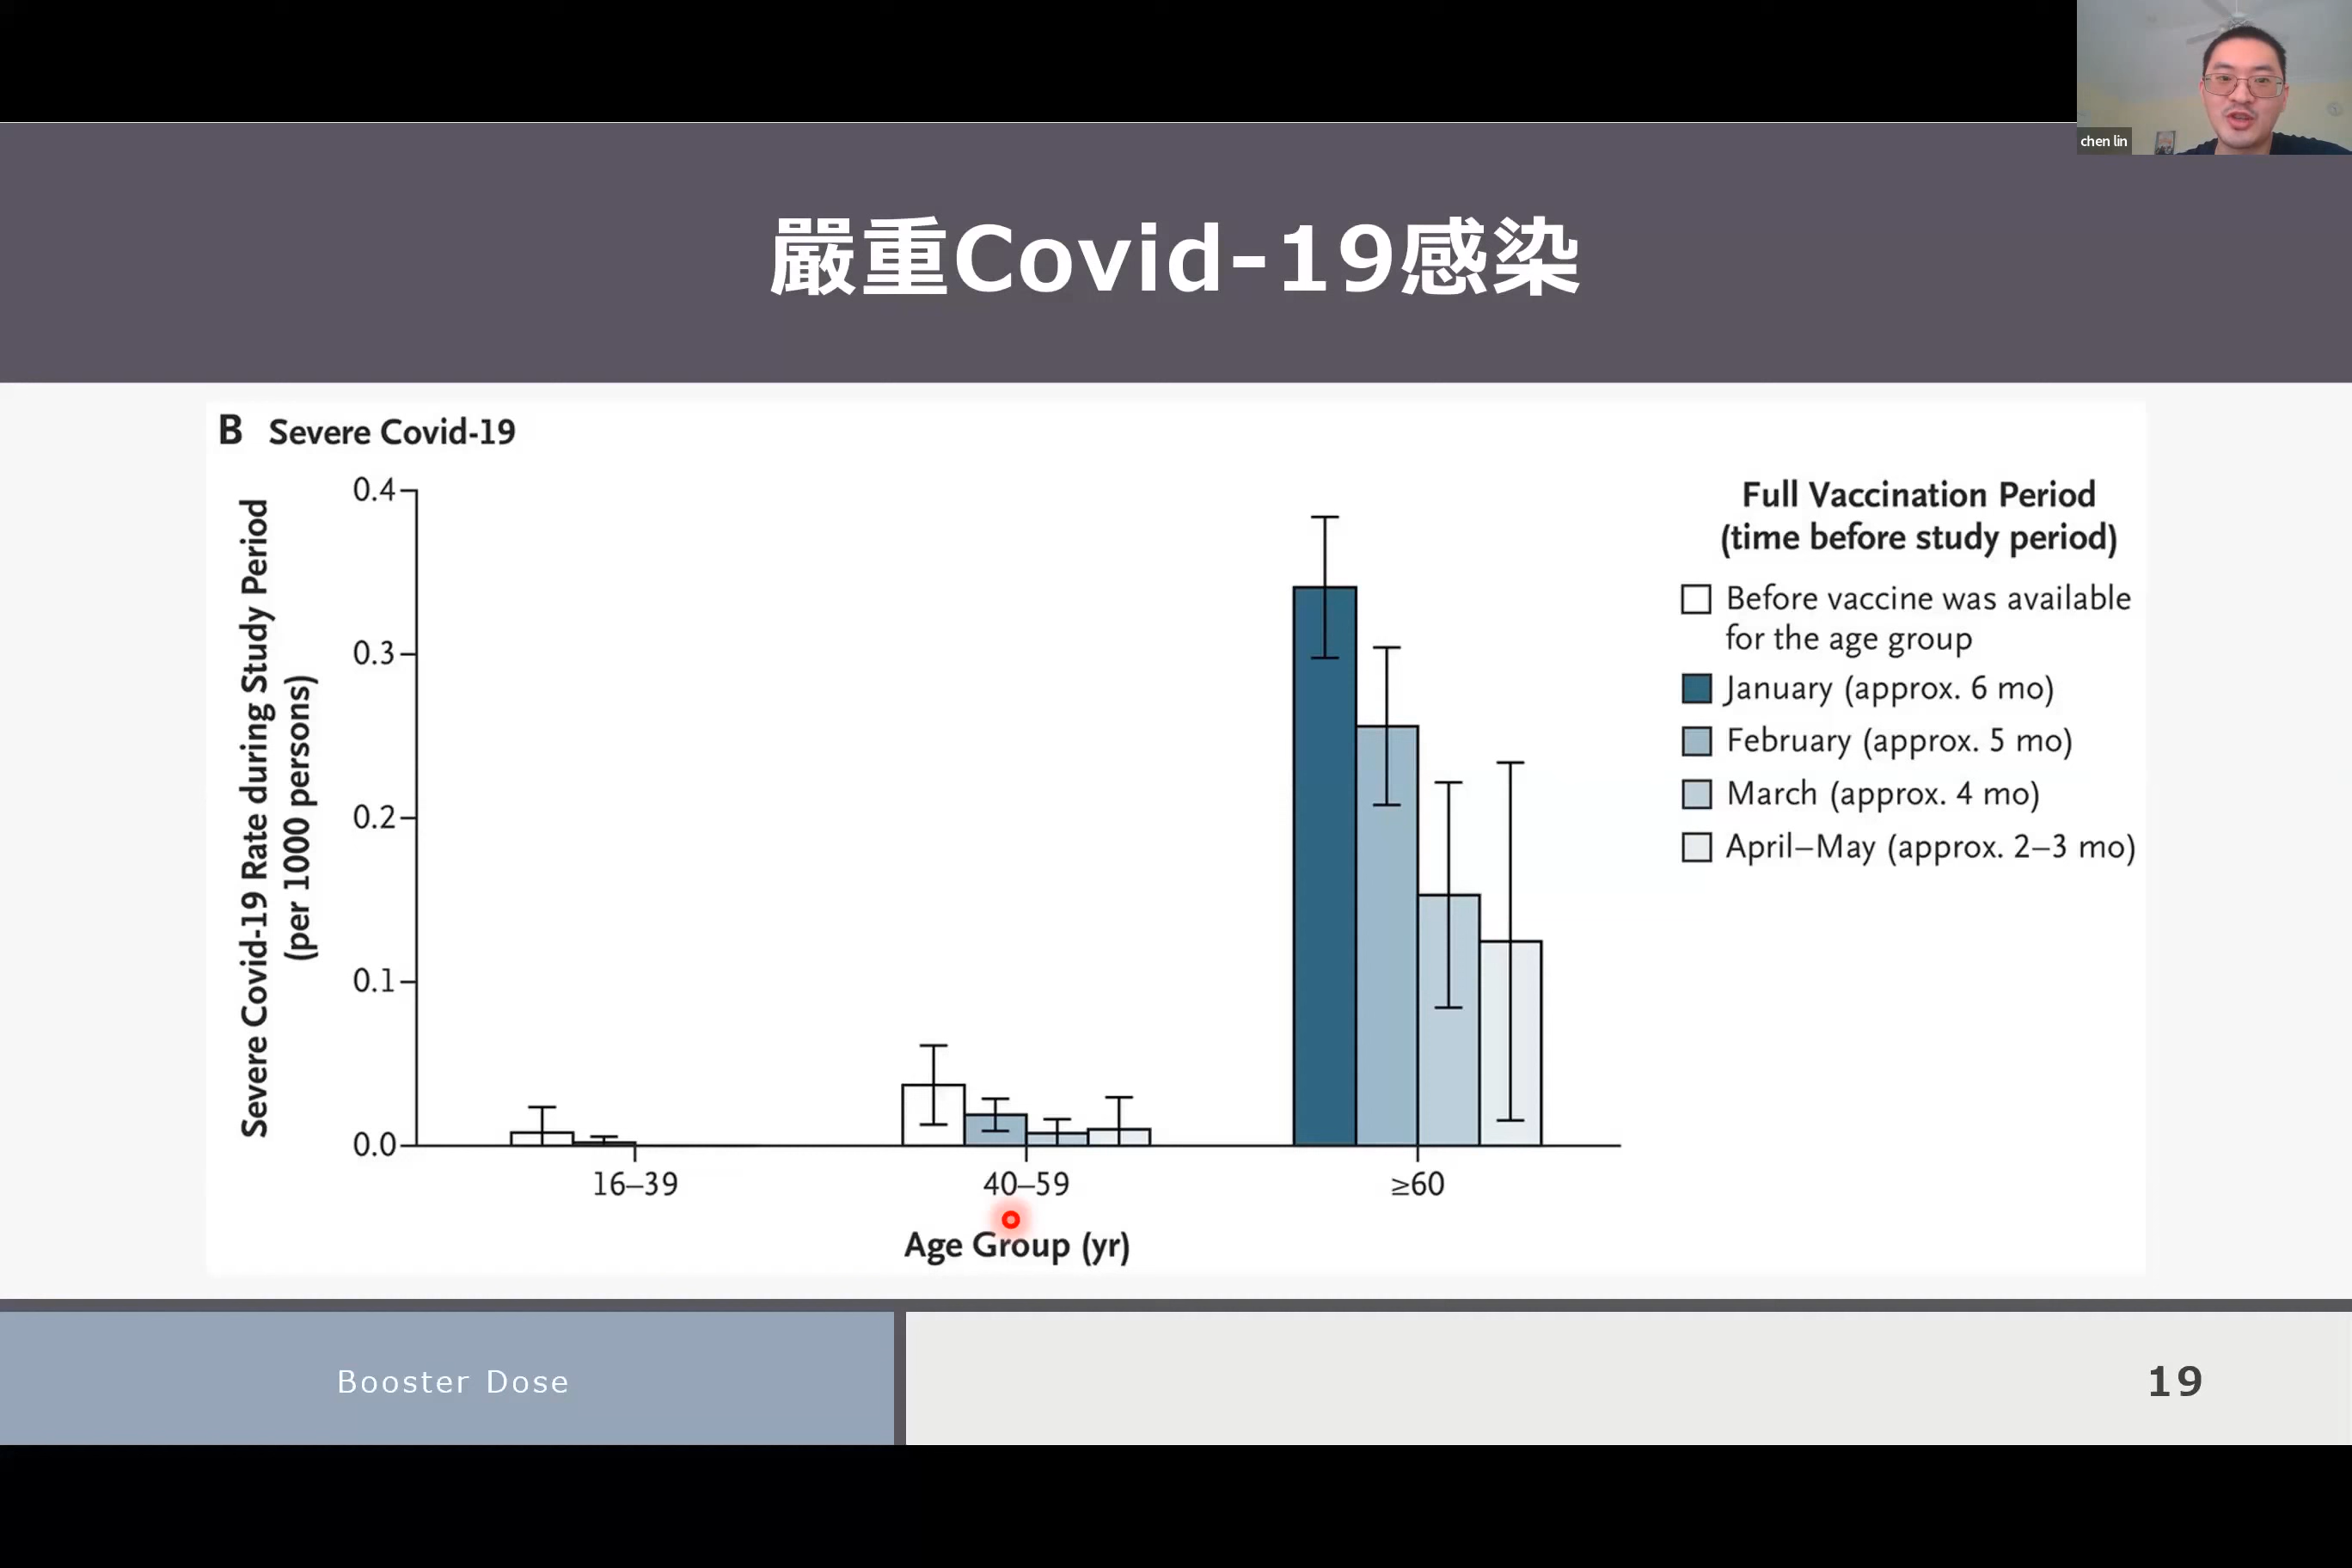 chen lin
嚴重Covid-19感染
B Severe Covid-19
Severe Covid-19 Rate during Study Period
(per 1000 persons)
0.4
0.3
0.2
0.1
0.0
16–39
40–59
≥60
Age Group (yr)
Full Vaccination Period
(time before study period)
Before vaccine was available
for the age group
January (approx. 6 mo)
February (approx. 5 mo)
March (approx. 4 mo)
April–May (approx. 2–3 mo)
Booster Dose
19